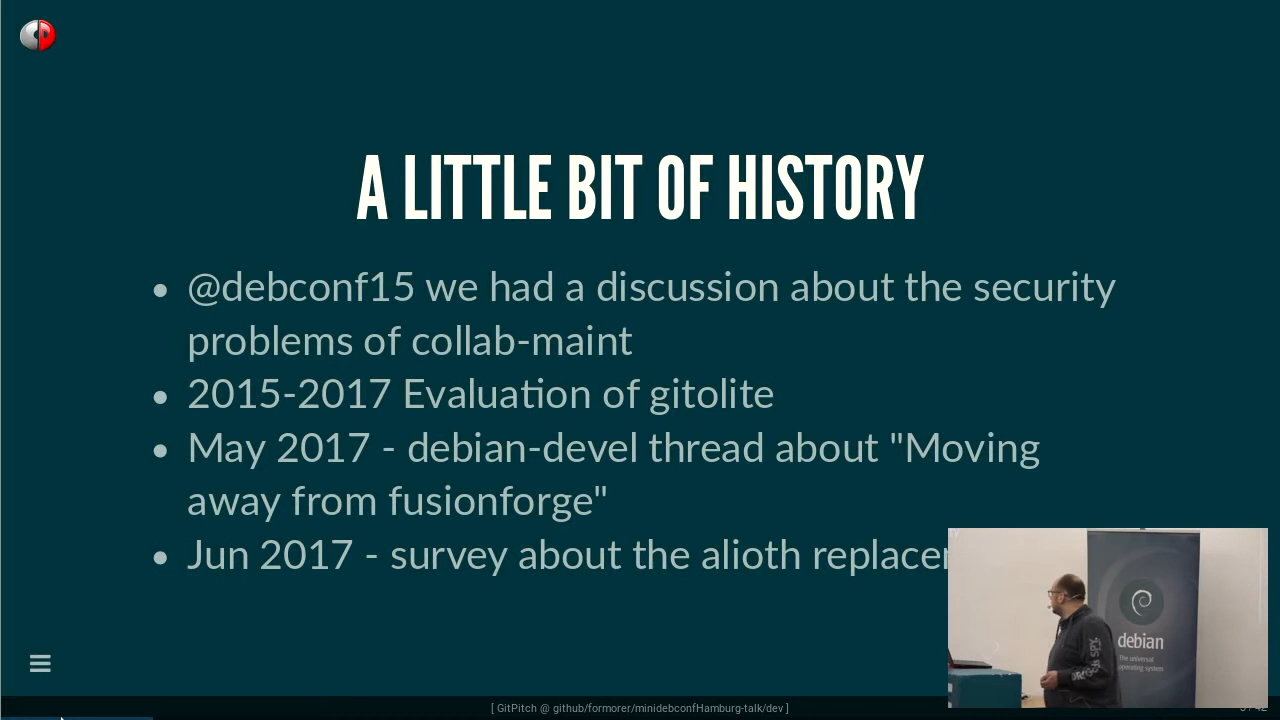 A LITTLE BIT OF HISTORY
• @debconf15 we had a discussion about the security
problems of collab-maint
• 2015-2017 Evaluation of gitolite
• May 2017 - debian-devel thread about "Moving
away from fusionforge"
• Jun 2017 - survey about the alioth
debian
The universal
operating system
[ GitPitch @ github/formorer/minidebconfHamburg-talk/dev ]